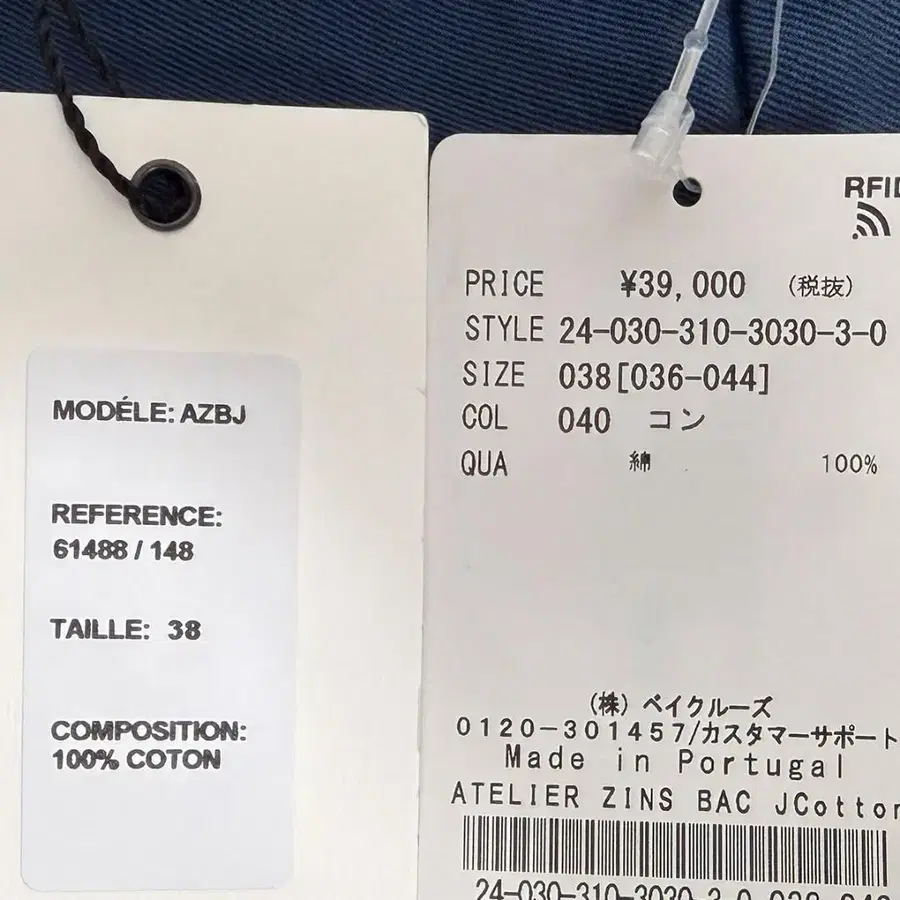 MODÉLE: AZBJ
REFERENCE:
61488 / 148
TAILLE: 38
COMPOSITION:
100% COTON
RFID
PRICE ¥39,000 (税抜)
STYLE 24-030-310-3030-3-0
SIZE 038[036-044]
COL 040 コン
QUA 綿 100%
(株) ベイクルーズ
0120-301457/カスタマーサポート
Made in Portugal
ATELIER ZINS BAC JCotton